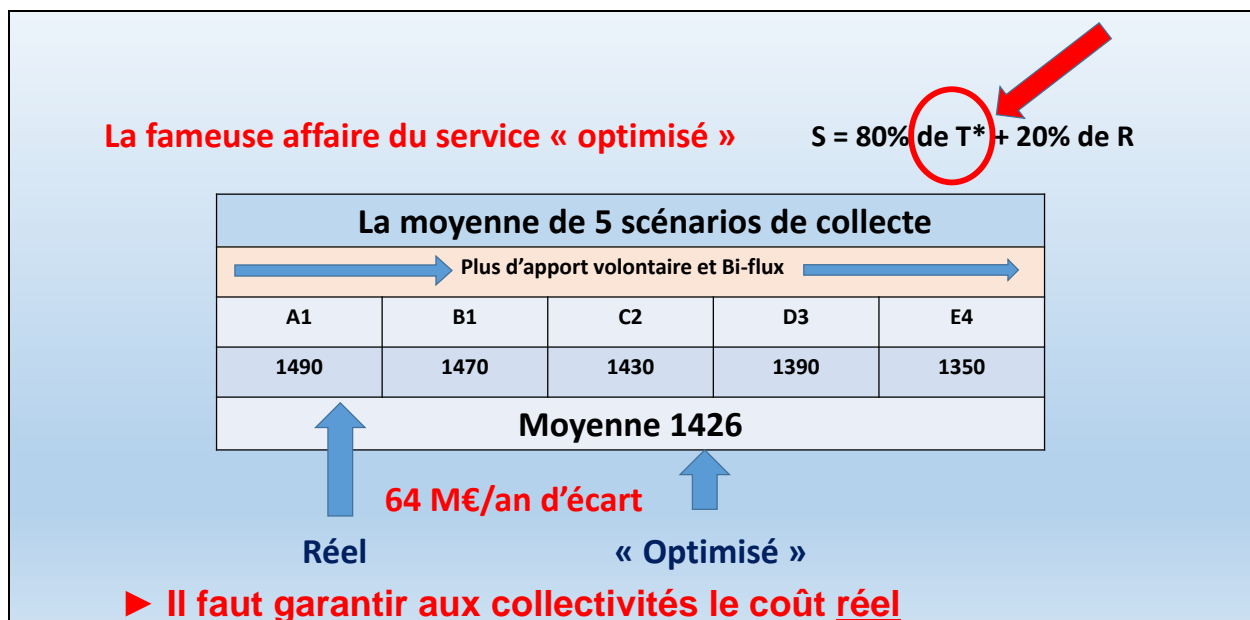 La fameuse affaire du service « optimisé »
S = 80% de T* + 20% de R
La moyenne de 5 scénarios de collecte
Plus d’apport volontaire et Bi-flux
A1 B1 C2 D3 E4
1490 1470 1430 1390 1350
Moyenne 1426
64 M€/an d’écart
Réel « Optimisé »
► Il faut garantir aux collectivités le coût réel